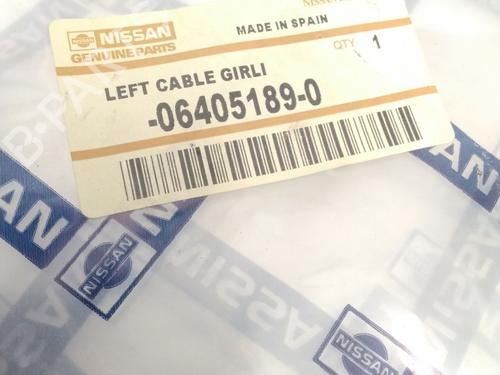 NISSAN
GENUINE PARTS
MADE IN SPAIN
QTY 1
LEFT CABLE GIRLI
-06405189-0
NISSAN
NISSAN
NISSAN
NISSAN